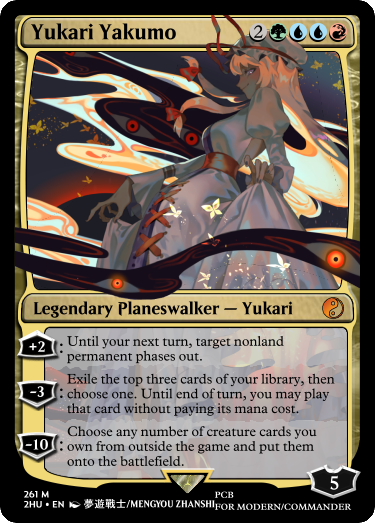 Yukari Yakumo 2
Legendary Planeswalker — Yukari
+2: Until your next turn, target nonland
permanent phases out.
-3: Exile the top three cards of your library, then
choose one. Until end of turn, you may play
that card without paying its mana cost.
-10: Choose any number of creature cards you
own from outside the game and put them
onto the battlefield.
5
261 M
2HU • EN 夢遊戰士/MENGYOU ZHANSHI
PCB
FOR MODERN/COMMANDER